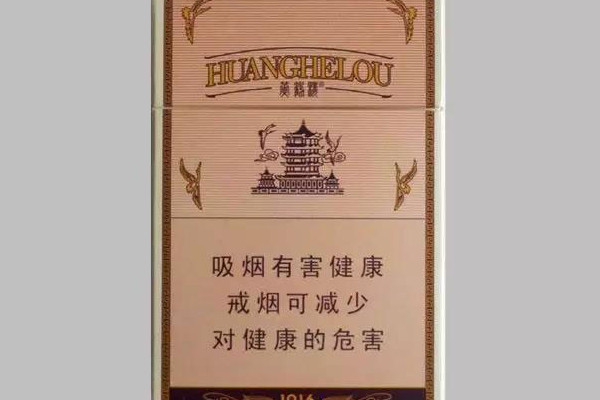 HUANGHELOU
黄鹤楼
吸烟有害健康
戒烟可减少
对健康的危害
1916